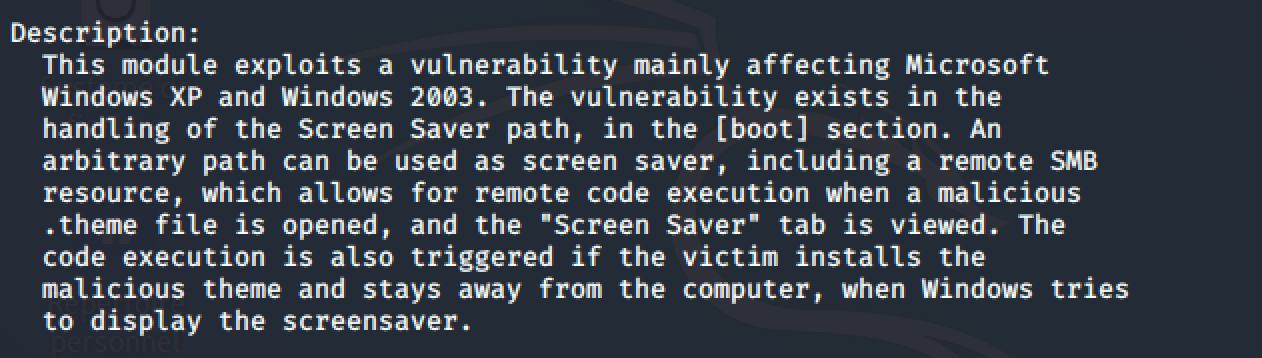 Description:
This module exploits a vulnerability mainly affecting Microsoft
Windows XP and Windows 2003. The vulnerability exists in the
handling of the Screen Saver path, in the [boot] section. An
arbitrary path can be used as screen saver, including a remote SMB
resource, which allows for remote code execution when a malicious
.theme file is opened, and the "Screen Saver" tab is viewed. The
code execution is also triggered if the victim installs the
malicious theme and stays away from the computer, when Windows tries
to display the screensaver.
personnel